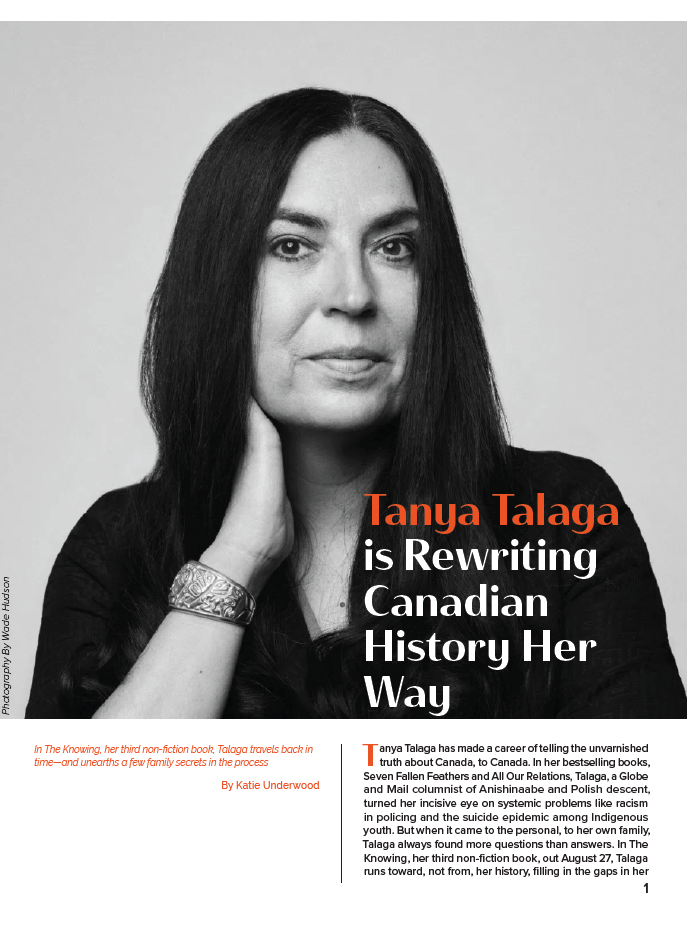 Photography By Wade Hudson
Tanya Talaga
is Rewriting
Canadian
History Her
Way
In The Knowing, her third non-fiction book, Talaga travels back in
time—and unearths a few family secrets in the process
By Katie Underwood
Tanya Talaga has made a career of telling the unvarnished
truth about Canada, to Canada. In her bestselling books,
Seven Fallen Feathers and All Our Relations, Talaga, a Globe
and Mail columnist of Anishinaabe and Polish descent,
turned her incisive eye on systemic problems like racism
in policing and the suicide epidemic among Indigenous
youth. But when it came to the personal, to her own family,
Talaga always found more questions than answers. In The
Knowing, her third non-fiction book, out August 27, Talaga
runs toward, not from, her history, filling in the gaps in her
1